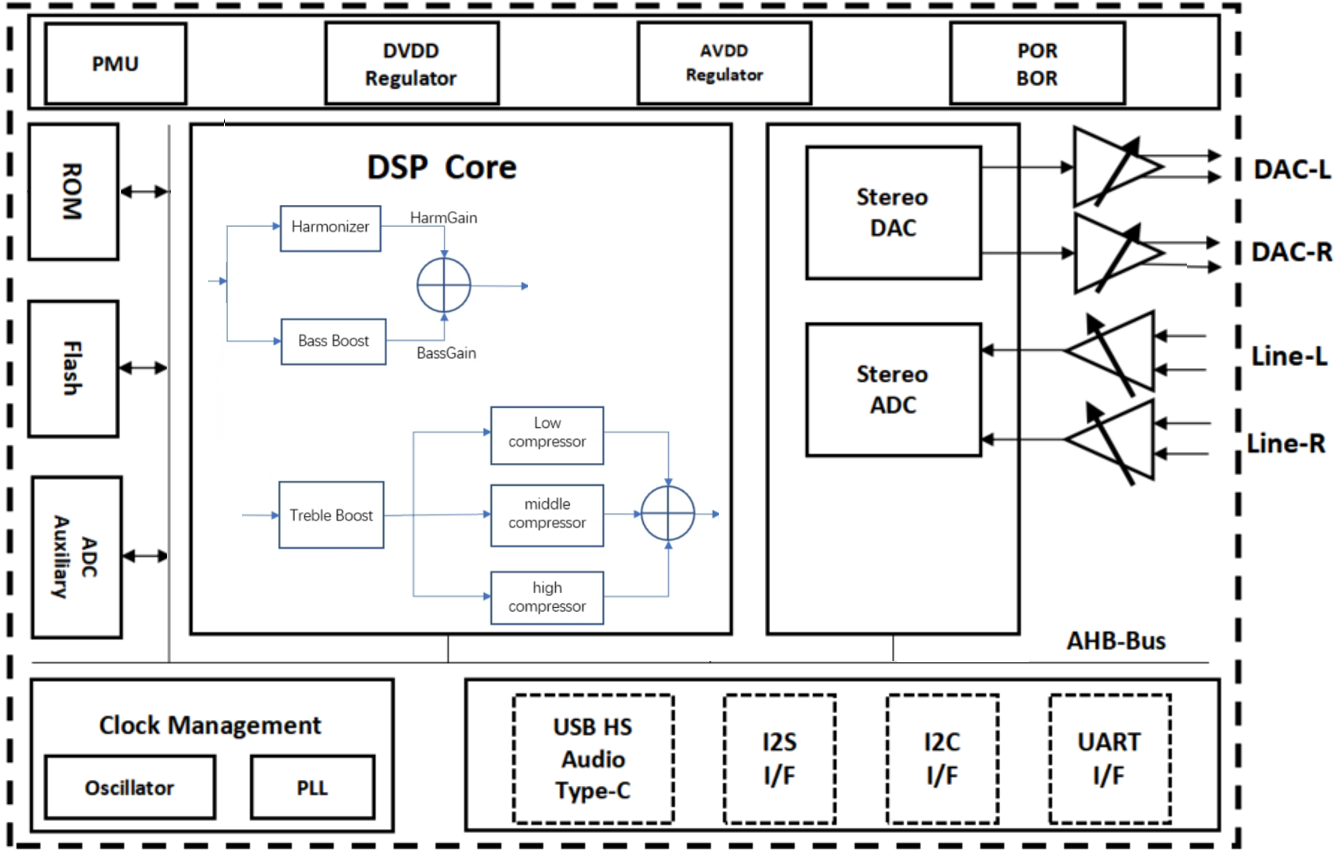 PMU
DVDD
Regulator
AVDD
Regulator
POR
BOR
ROM
Flash
ADC
Auxiliary
DSP Core
Harmonizer
HarmGain
Bass Boost
BassGain
Treble Boost
Low
compressor
middle
compressor
high
compressor
Stereo
DAC
Stereo
ADC
DAC-L
DAC-R
Line-L
Line-R
AHB-Bus
Clock Management
Oscillator
PLL
USB HS
Audio
Type-C
I2S
I/F
I2C
I/F
UART
I/F